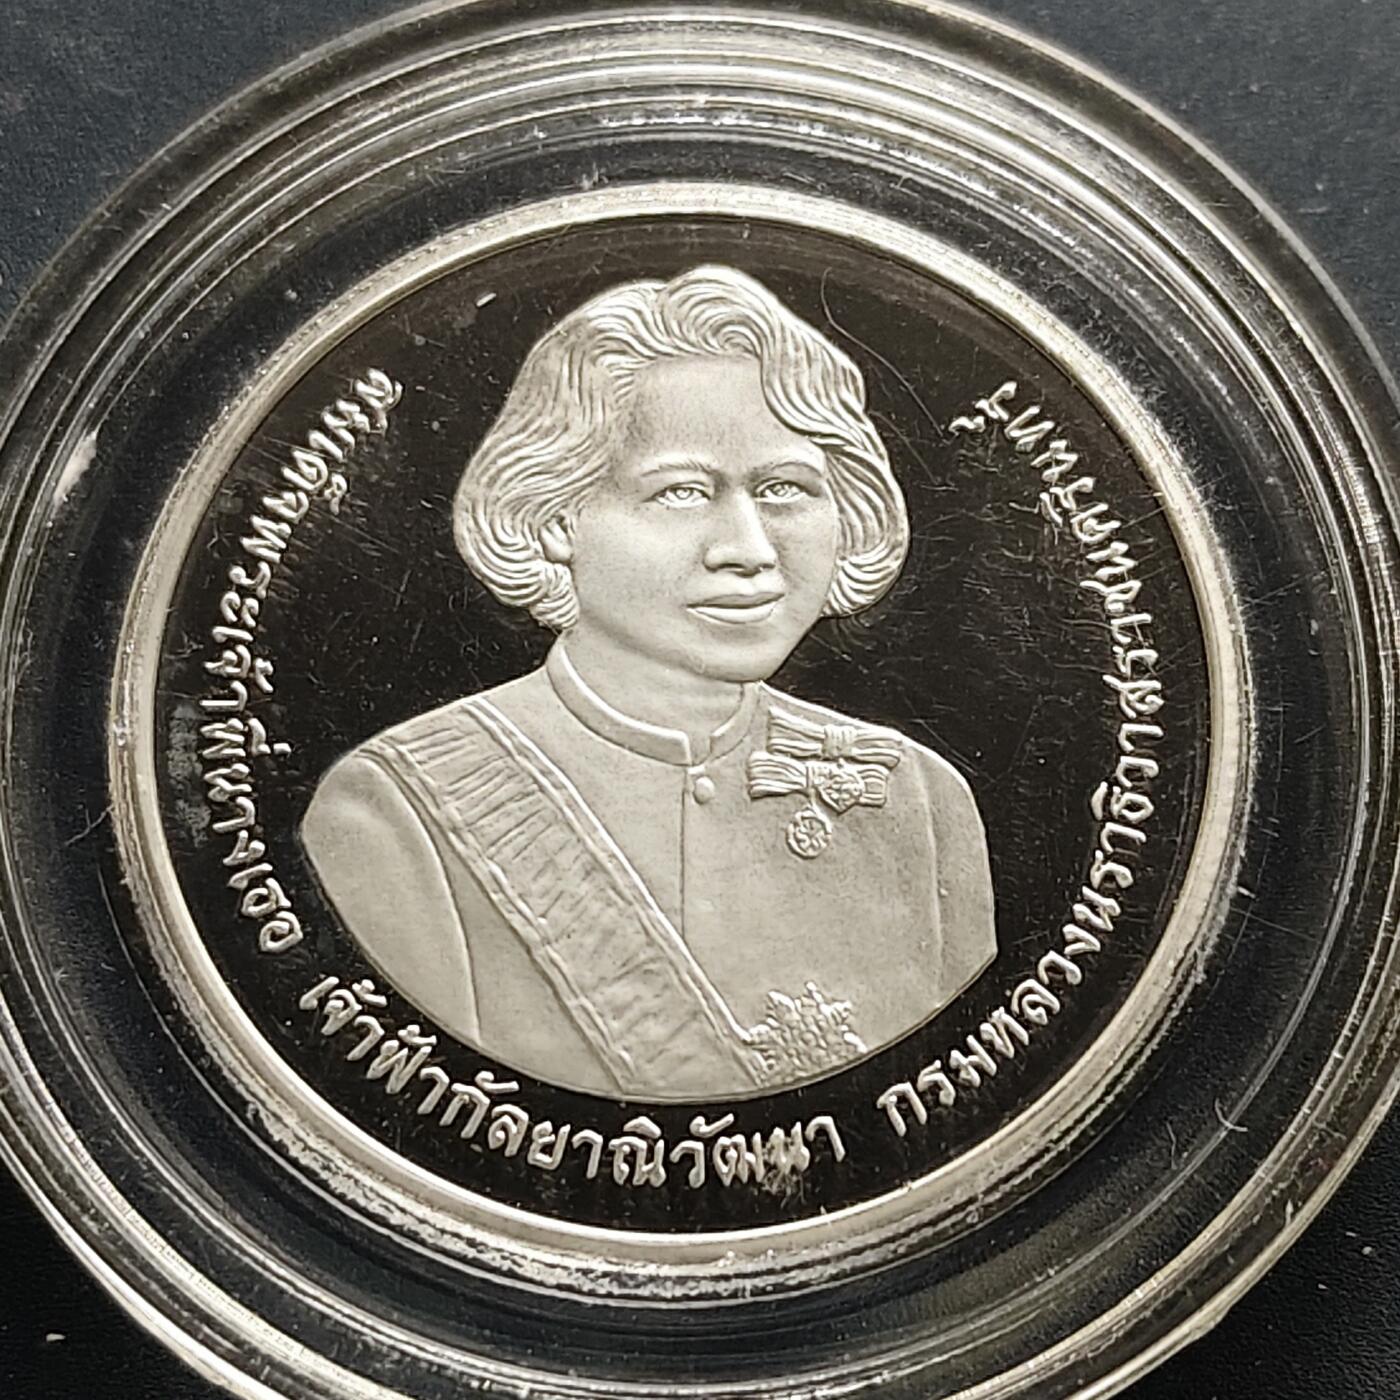 สมเด็จพระเจ้าพี่นางเธอ เจ้าฟ้ากัลยาณิวัฒนา กรมหลวงนราธิวาสราชนครินทร์